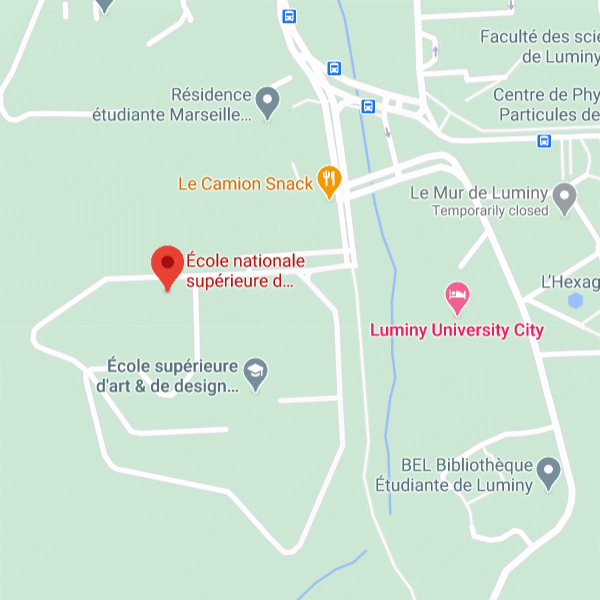 Faculté des scie
de Luminy
Résidence
étudiante Marseille...
Centre de Phy
Particules de
Le Camion Snack
Le Mur de Luminy
Temporarily closed
École nationale
supérieure d...
L'Hexag
Luminy University City
École supérieure
d'art & de design...
BEL Bibliothèque
Étudiante de Luminy